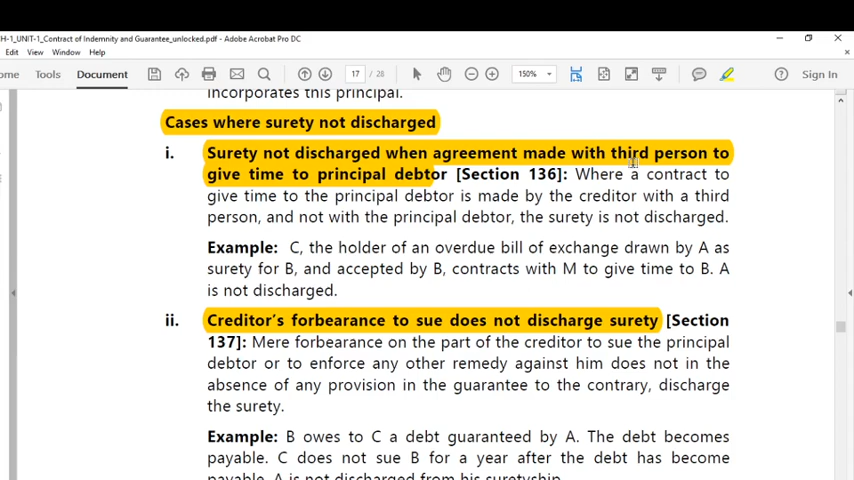 CH-1_UNIT-1_Contract of Indemnity and Guarantee_unlocked.pdf - Adobe Acrobat Pro DC
Edit View Window Help
Tools Document 17 / 28 150% Sign In
incorporates this principal.
Cases where surety not discharged
i. Surety not discharged when agreement made with third person to
give time to principal debtor [Section 136]: Where a contract to
give time to the principal debtor is made by the creditor with a third
person, and not with the principal debtor, the surety is not discharged.
Example: C, the holder of an overdue bill of exchange drawn by A as
surety for B, and accepted by B, contracts with M to give time to B. A
is not discharged.
ii. Creditor's forbearance to sue does not discharge surety [Section
137]: Mere forbearance on the part of the creditor to sue the principal
debtor or to enforce any other remedy against him does not in the
absence of any provision in the guarantee to the contrary, discharge
the surety.
Example: B owes to C a debt guaranteed by A. The debt becomes
payable. C does not sue B for a year after the debt has become
payable. A is not discharged from his suretyship.